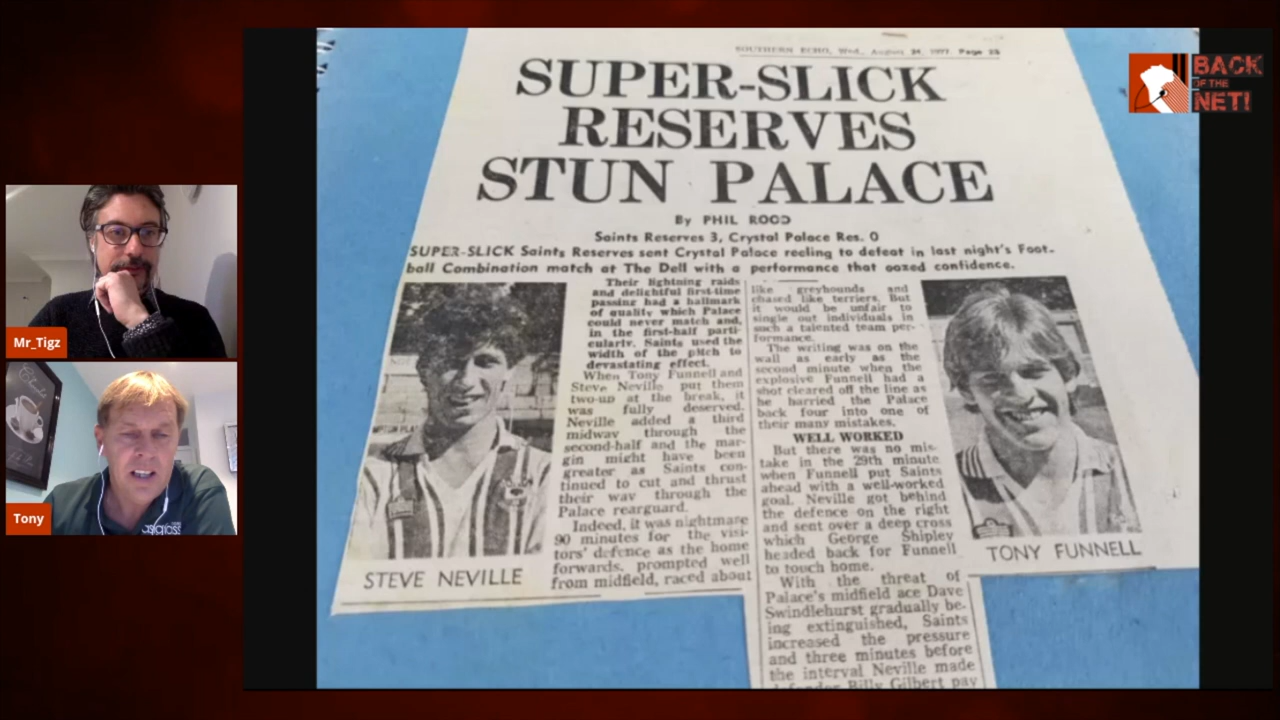 SOUTHERN ECHO, Wed., August 24, 1977. Page 25
BACK
OF THE
NET!
SUPER-SLICK
RESERVES
STUN PALACE
By PHIL ROOD
Saints Reserves 3, Crystal Palace Res. 0
SUPER-SLICK Saints Reserves sent Crystal Palace reeling to defeat in last night's Foot-
ball Combination match at The Dell with a performance that oozed confidence.
Their lightning raids
and delightful first-time
passing had a hallmark
of quality which Palace
could never match and,
in the first-half parti-
cularly, Saints used the
width of the pitch to
devastating effect.
When Tony Funnell and
Steve Neville put them
two-up at the break, it
was fully deserved.
Neville added a third
midway through the
second-half and the mar-
gin might have been
greater as Saints con-
tinued to cut and thrust
their way through the
Palace rearguard.
Indeed, it was nightmare
90 minutes for the visi-
tors' defence as the home
forwards, prompted well
from midfield, raced about
like greyhounds and
chased like terriers. But
it would be unfair to
single out individuals in
such a talented team per-
formance.
The writing was on the
wall as early as the
second minute when the
explosive Funnell had a
shot cleared off the line as
he harried the Palace
back four into one of
their many mistakes.
WELL WORKED
But there was no mis-
take in the 29th minute
when Funnell put Saints
ahead with a well-worked
goal. Neville got behind
the defence on the right
and sent over a deep cross
which George Shipley
headed back for Funnell
to touch home.
With the threat of
Palace's midfield ace Dave
Swindlehurst gradually be-
ing extinguished, Saints
increased the pressure
and three minutes before
the interval Neville made
defender Billy Gilbert pay
STEVE NEVILLE
TONY FUNNELL
Mr_Tigz
Tony